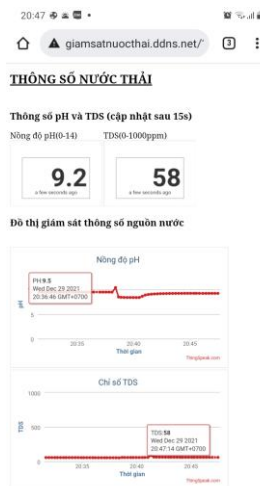 20:47
giamsatnuocthai.ddns.net/
3
THÔNG SỐ NƯỚC THẢI
Thông số pH và TDS (cập nhật sau 15s)
Nồng độ pH(0-14) TDS(0-1000ppm)
9.2 58
a few seconds ago a few seconds ago
Đồ thị giám sát thông số nguồn nước
Nồng độ pH
PH:9.5
Wed Dec 29 2021
20:36:46 GMT+0700
pH
5
0
20:35 20:40 20:45
Thời gian
ThingSpeak.com
Chỉ số TDS
1000
TDS:58
Wed Dec 29 2021
20:47:14 GMT+0700
TDS
500
0
20:35 20:40 20:45
Thời gian
ThingSpeak.com